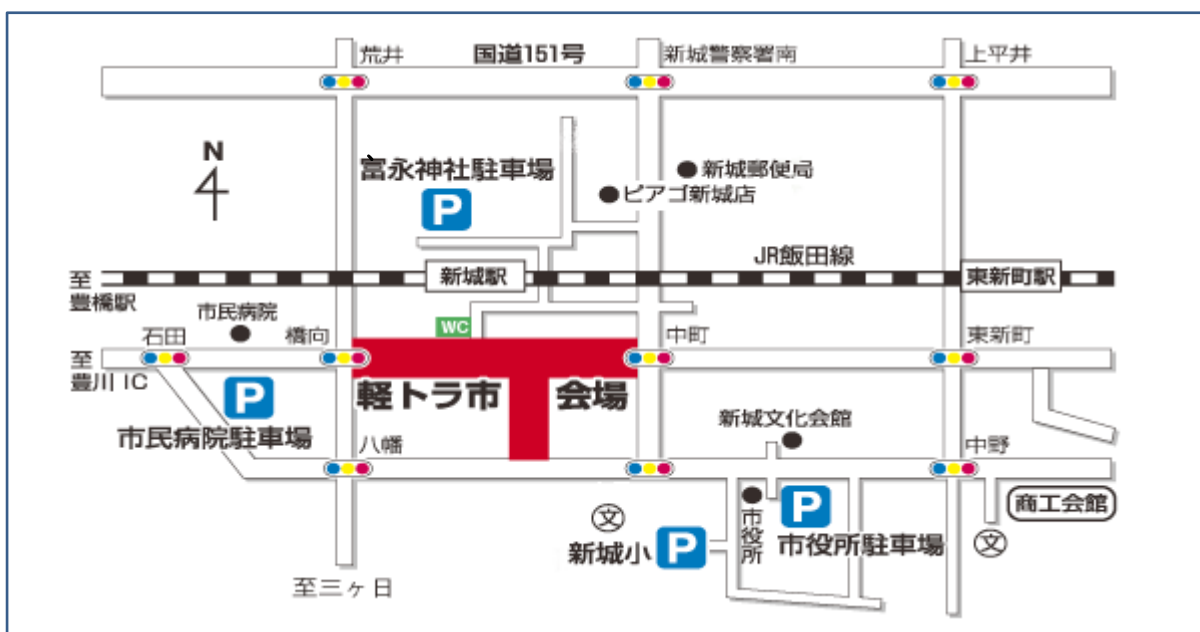 荒井
国道151号
新城警察署南
上平井
N
富永神社駐車場
P
新城郵便局
ピアゴ新城店
JR飯田線
至
豊橋駅
新城駅
東新町駅
市民病院
WC
石田
橋向
中町
東新町
至
豊川 IC
P
軽トラ市
会場
市民病院駐車場
八幡
新城文化会館
中野
文
新城小
P
市役所
P
市役所駐車場
商工会館
文
至三ヶ日